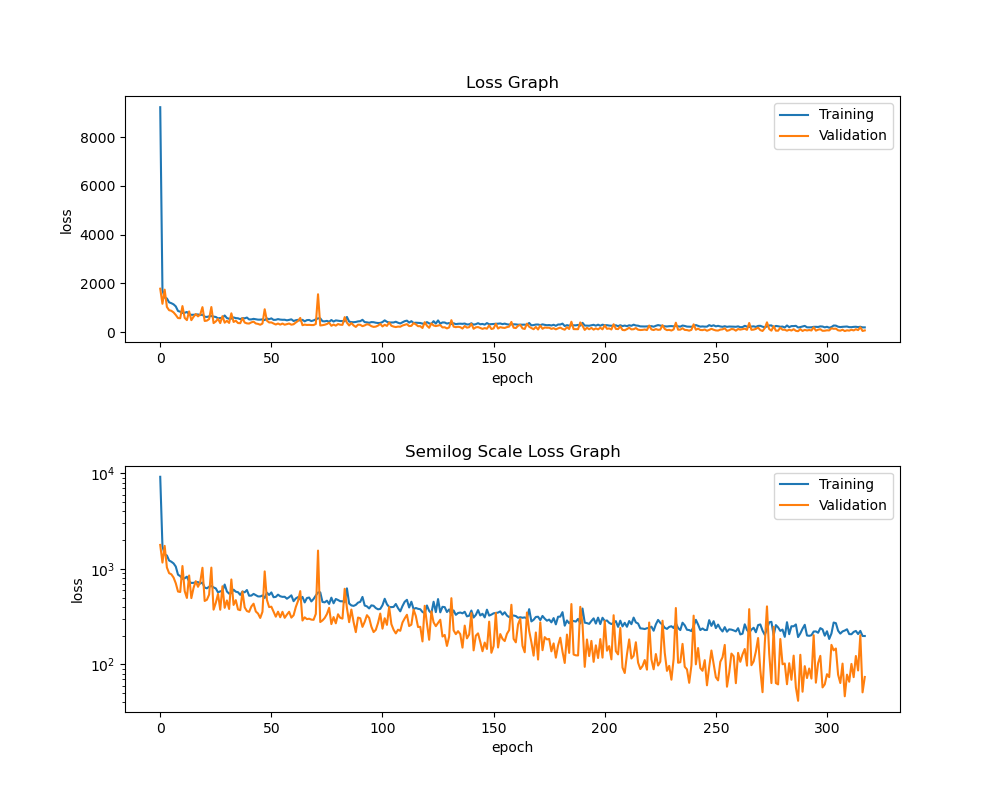 Loss Graph
Training
Validation
8000
6000
4000
2000
0
loss
0 50 100 150 200 250 300
epoch
Semilog Scale Loss Graph
Training
Validation
10⁴
10³
10²
loss
0 50 100 150 200 250 300
epoch